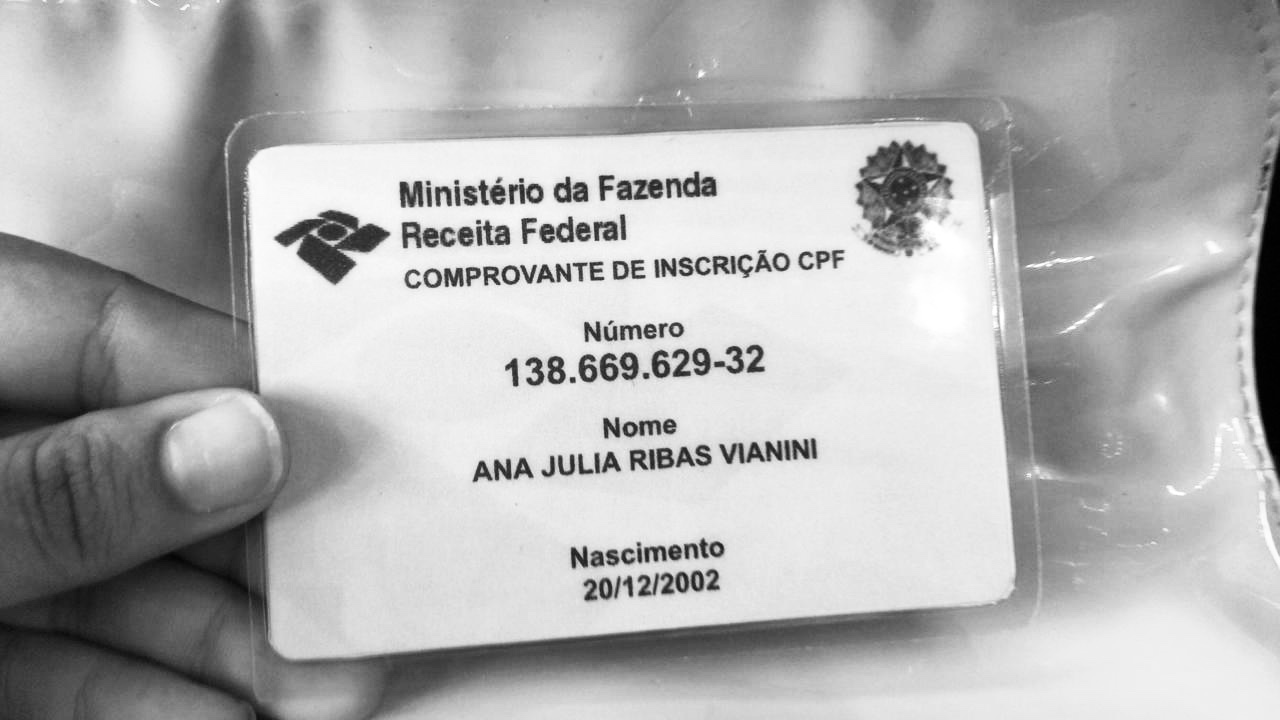 Ministério da Fazenda
Receita Federal
COMPROVANTE DE INSCRIÇÃO CPF
Número
138.669.629-32
Nome
ANA JULIA RIBAS VIANINI
Nascimento
20/12/2002